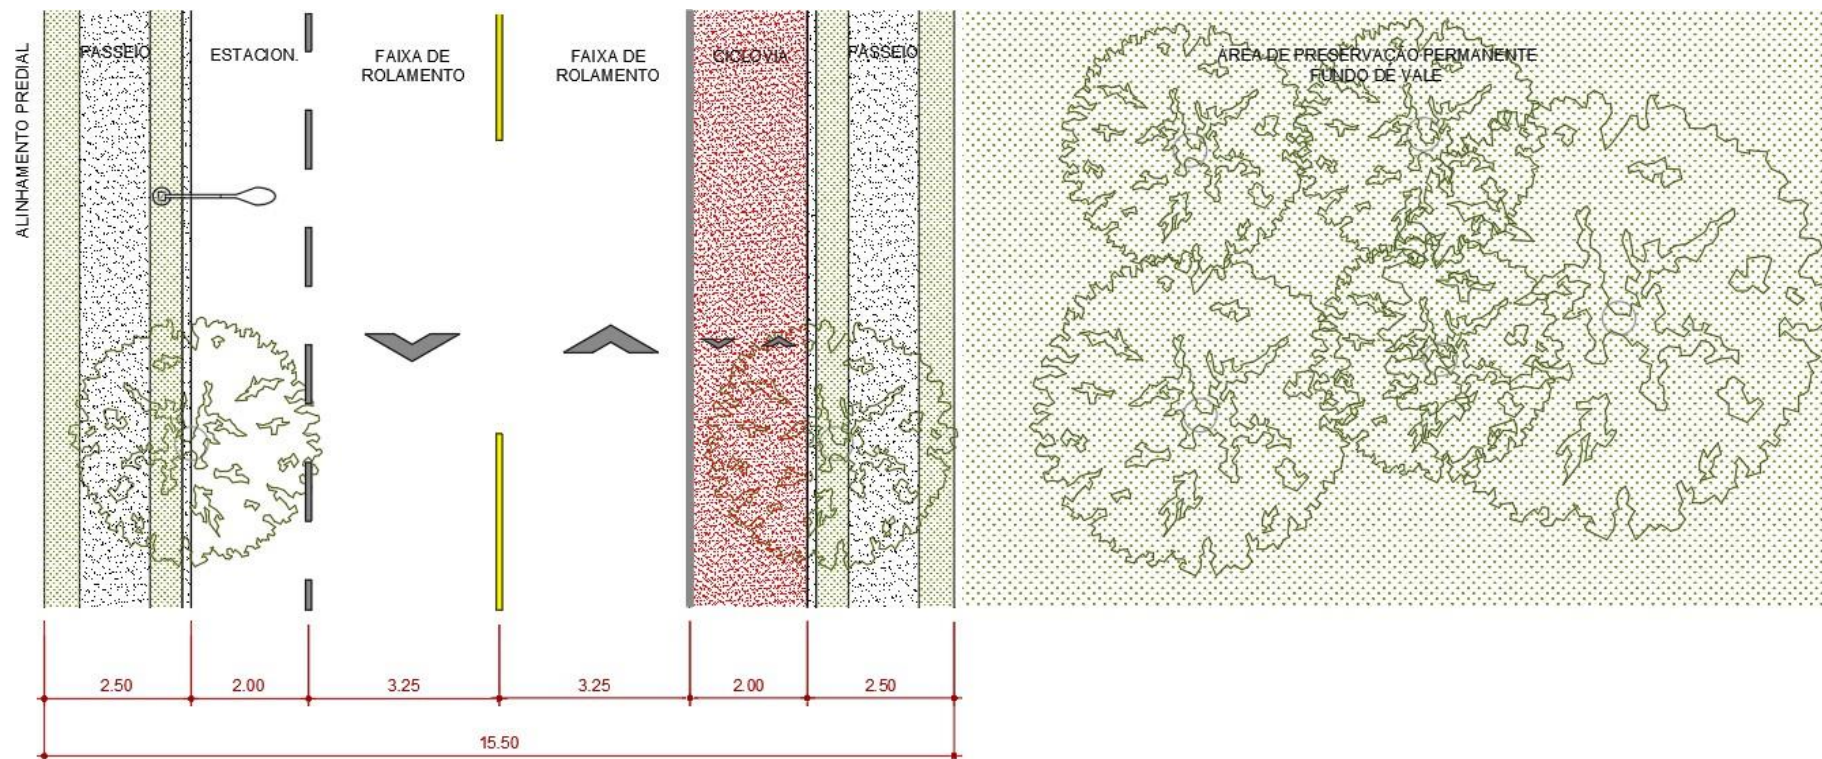 ALINHAMENTO PREDIAL
PASSEIO
ESTACION.
FAIXA DE
ROLAMENTO
FAIXA DE
ROLAMENTO
CICLOVIA
PASSEIO
ÁREA DE PRESERVAÇÃO PERMANENTE
FUNDO DE VALE
2.50
2.00
3.25
3.25
2.00
2.50
15.50